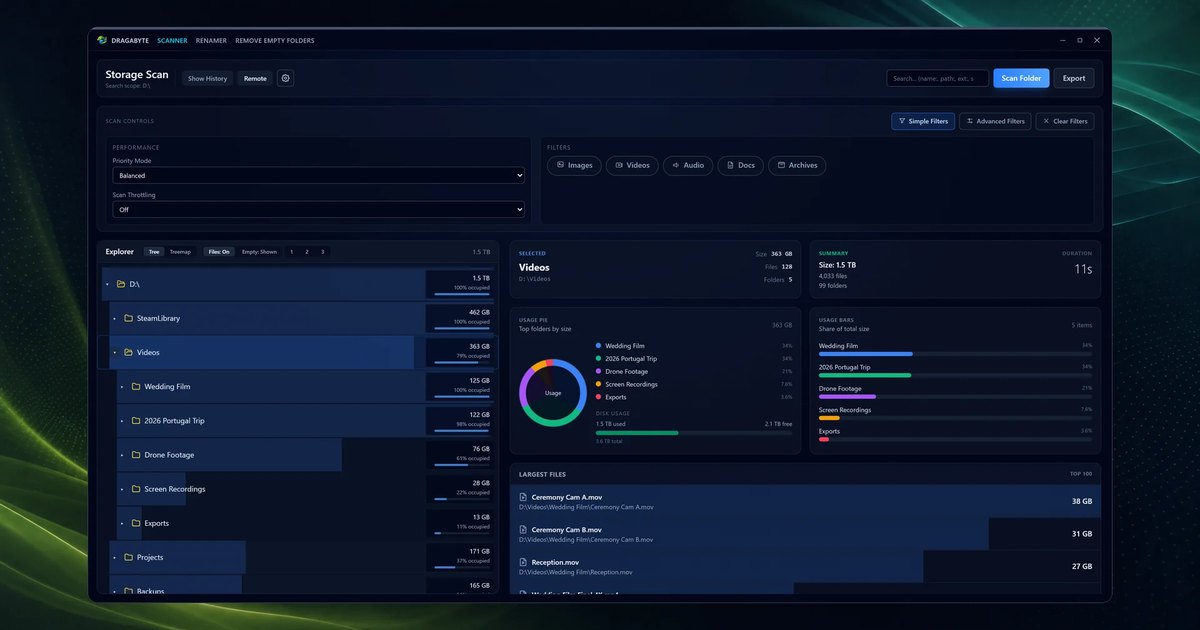 DRAGABYTE SCANNER RENAMER REMOVE EMPTY FOLDERS
Storage Scan
Search scope: D:\
Show History Remote
Search... (name, path, ext, s
Scan Folder Export
SCAN CONTROLS
Simple Filters Advanced Filters Clear Filters
PERFORMANCE
Priority Mode
Balanced
Scan Throttling
Off
FILTERS
Images Videos Audio Docs Archives
Explorer Tree Treemap Files: On Empty: Shown 1 2 3 1.5 TB
D:\ 1.5 TB
100% occupied
SteamLibrary 462 GB
100% occupied
Videos 363 GB
79% occupied
Wedding Film 125 GB
100% occupied
2026 Portugal Trip 122 GB
98% occupied
Drone Footage 76 GB
61% occupied
Screen Recordings 28 GB
22% occupied
Exports 13 GB
11% occupied
Projects 171 GB
37% occupied
Backups 165 GB
SELECTED
Videos
D:\Videos
Size 363 GB
Files 128
Folders 5
SUMMARY
Size: 1.5 TB
4,033 files
99 folders
DURATION
11s
USAGE PIE
Top folders by size
363 GB
Usage
Wedding Film 34%
2026 Portugal Trip 34%
Drone Footage 21%
Screen Recordings 7.6%
Exports 3.6%
DISK USAGE
1.5 TB used 2.1 TB free
3.6 TB total
USAGE BARS
Share of total size
5 items
Wedding Film 34%
2026 Portugal Trip 34%
Drone Footage 21%
Screen Recordings 7.6%
Exports 3.6%
LARGEST FILES TOP 100
Ceremony Cam A.mov
D:\Videos\Wedding Film\Ceremony Cam A.mov
38 GB
Ceremony Cam B.mov
D:\Videos\Wedding Film\Ceremony Cam B.mov
31 GB
Reception.mov
D:\Videos\Wedding Film\Reception.mov
27 GB